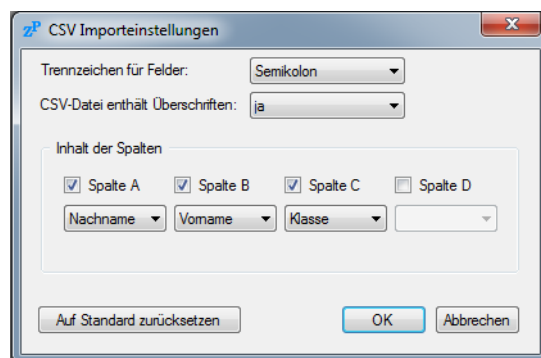 zP CSV Importeinstellungen
Trennzeichen für Felder: Semikolon
CSV-Datei enthält Überschriften: ja
Inhalt der Spalten
Spalte A Spalte B Spalte C Spalte D
Nachname Vorname Klasse
Auf Standard zurücksetzen OK Abbrechen